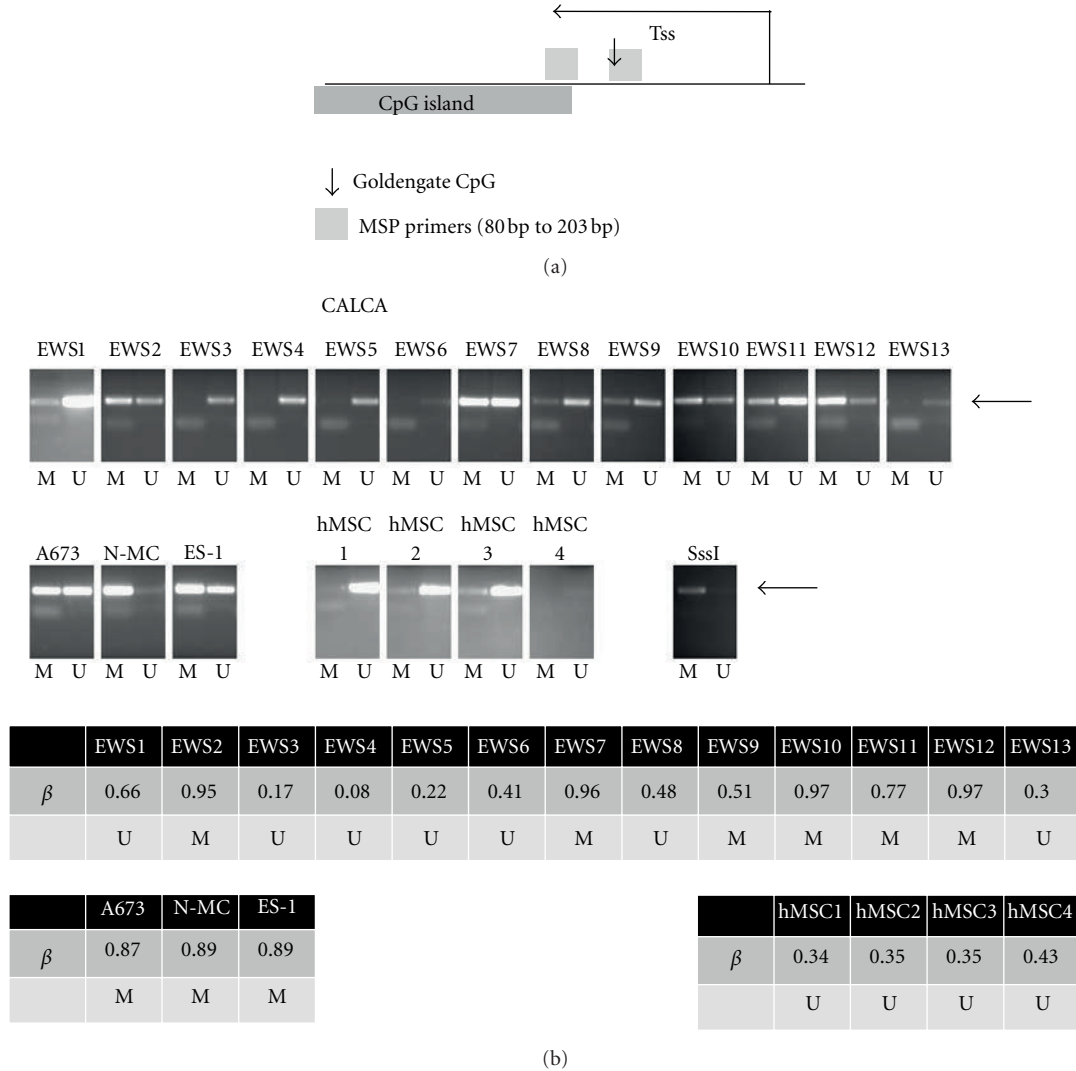 Tss
CpG island
↓ Goldengate CpG
MSP primers (80 bp to 203 bp)
(a)
CALCA
EWS1 EWS2 EWS3 EWS4 EWS5 EWS6 EWS7 EWS8 EWS9 EWS10 EWS11 EWS12 EWS13
M U M U M U M U M U M U M U M U M U M U M U M U M U
hMSC hMSC hMSC hMSC
A673 N-MC ES-1 1 2 3 4 SssI
M U M U M U M U M U M U M U M U
EWS1 EWS2 EWS3 EWS4 EWS5 EWS6 EWS7 EWS8 EWS9 EWS10 EWS11 EWS12 EWS13
β 0.66 0.95 0.17 0.08 0.22 0.41 0.96 0.48 0.51 0.97 0.77 0.97 0.3
U M U U U U M U M M M M U
A673 N-MC ES-1
β 0.87 0.89 0.89
M M M
hMSC1 hMSC2 hMSC3 hMSC4
β 0.34 0.35 0.35 0.43
U U U U
(b)